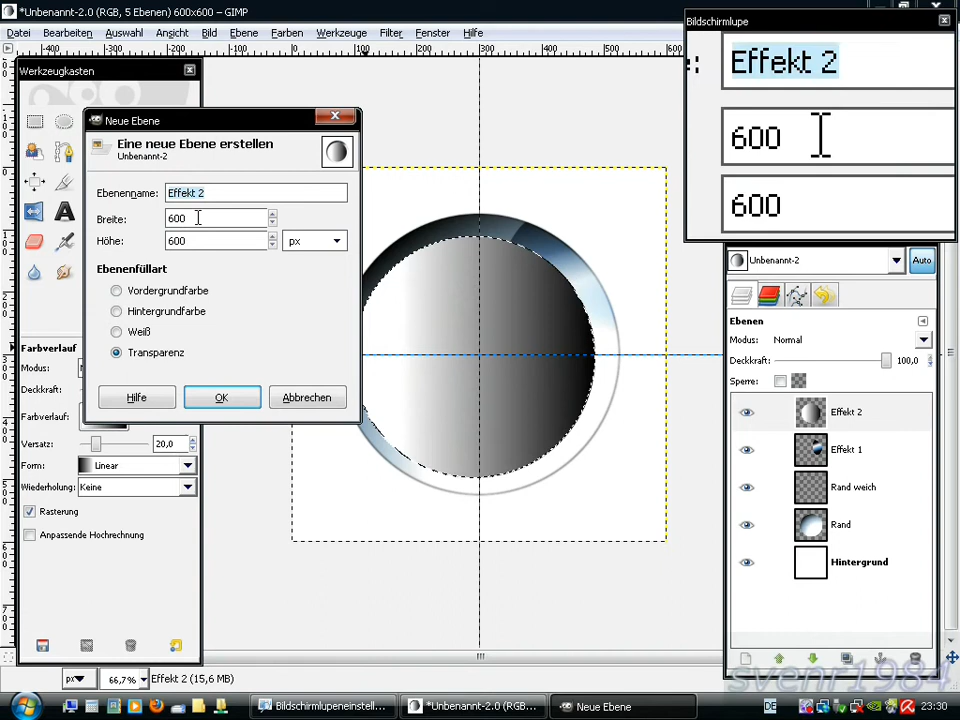 *Unbenannt-2.0 (RGB, 5 Ebenen) 600x600 – GIMP
Datei Bearbeiten Auswahl Ansicht Bild Ebene Farben Werkzeuge Filter Fenster Hilfe
Werkzeugkasten
Bildschirmlupe
Effekt 2
600
600
Neue Ebene
Eine neue Ebene erstellen
Unbenannt-2
Ebenenname: Effekt 2
Breite: 600
Höhe: 600 px
Ebenenfüllart
Vordergrundfarbe
Hintergrundfarbe
Weiß
Transparenz
Hilfe OK Abbrechen
Farbverlauf
Modus:
Deckkraft:
Farbverlauf:
Versatz: 20,0
Form: Linear
Wiederholung: Keine
Rasterung
Anpassende Hochrechnung
Unbenannt-2 Auto
Ebenen
Modus: Normal
Deckkraft: 100,0
Sperre:
Effekt 2
Effekt 1
Rand weich
Rand
Hintergrund
px 66,7% Effekt 2 (15,6 MB)
svenr1984
Bildschirmlupeneinstell... *Unbenannt-2.0 (RGB... Neue Ebene DE 23:30